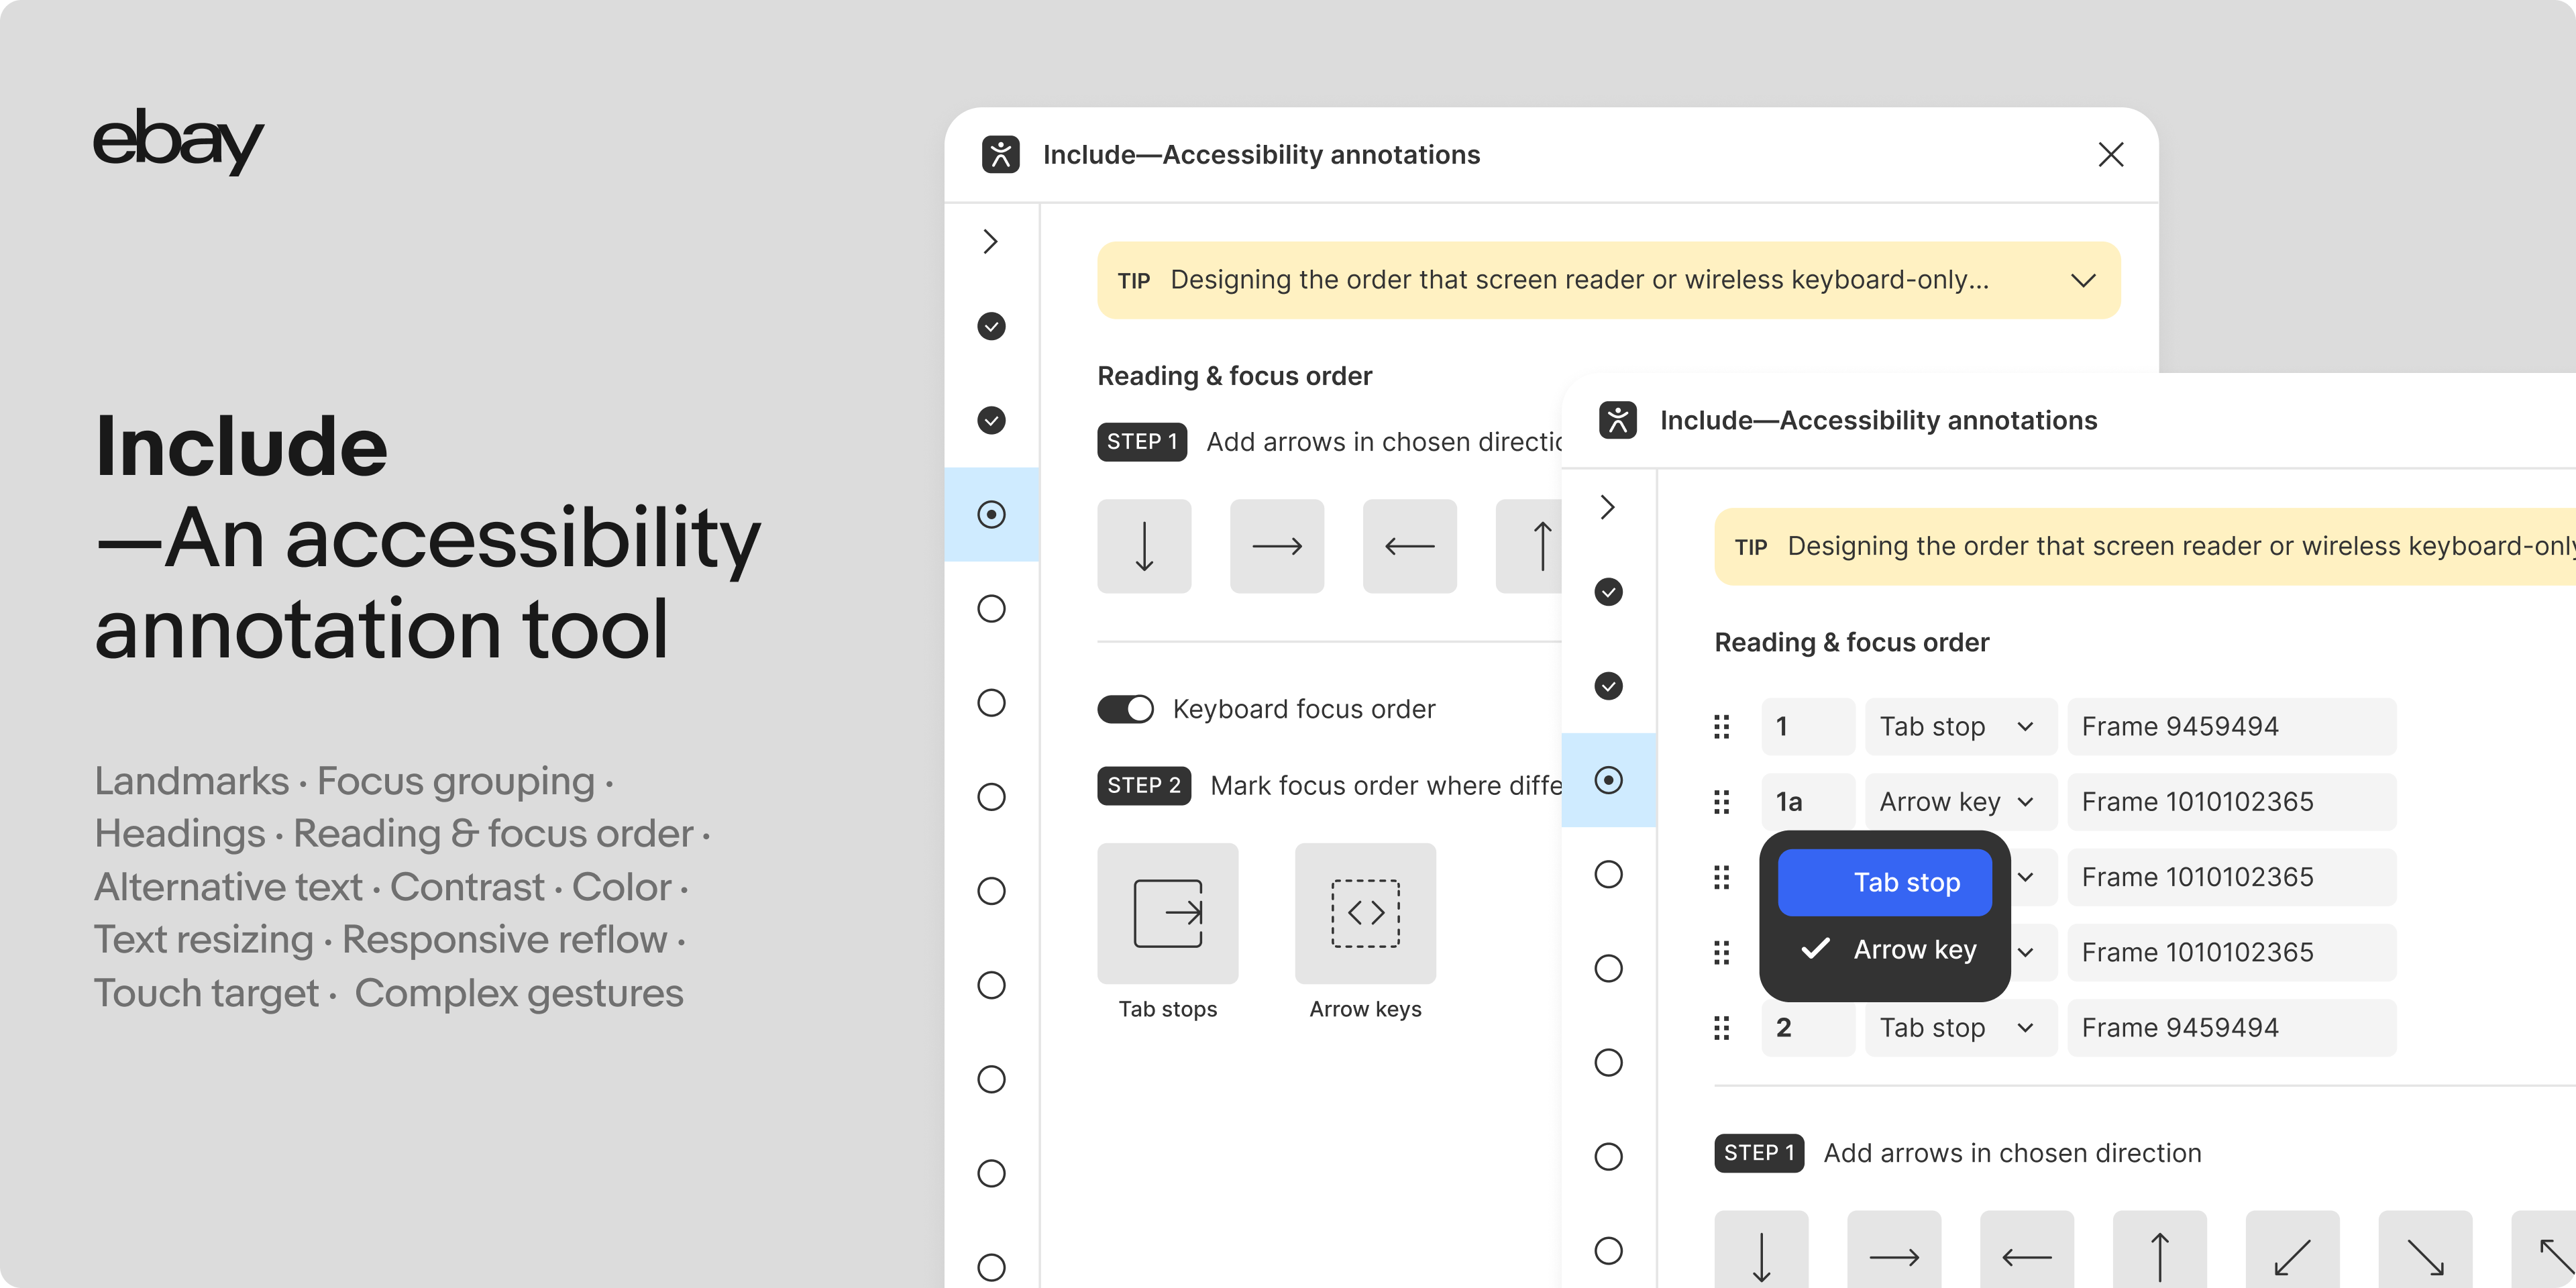 ebay
Include
—An accessibility
annotation tool
Landmarks · Focus grouping ·
Headings · Reading & focus order ·
Alternative text · Contrast · Color ·
Text resizing · Responsive reflow ·
Touch target · Complex gestures
Include—Accessibility annotations
TIP Designing the order that screen reader or wireless keyboard-only...
Reading & focus order
STEP 1 Add arrows in chosen directio
Keyboard focus order
STEP 2 Mark focus order where diffe
Tab stops Arrow keys
Include—Accessibility annotations
TIP Designing the order that screen reader or wireless keyboard-only
Reading & focus order
1 Tab stop Frame 9459494
1a Arrow key Frame 1010102365
Tab stop Frame 1010102365
Arrow key Frame 1010102365
2 Tab stop Frame 9459494
STEP 1 Add arrows in chosen direction